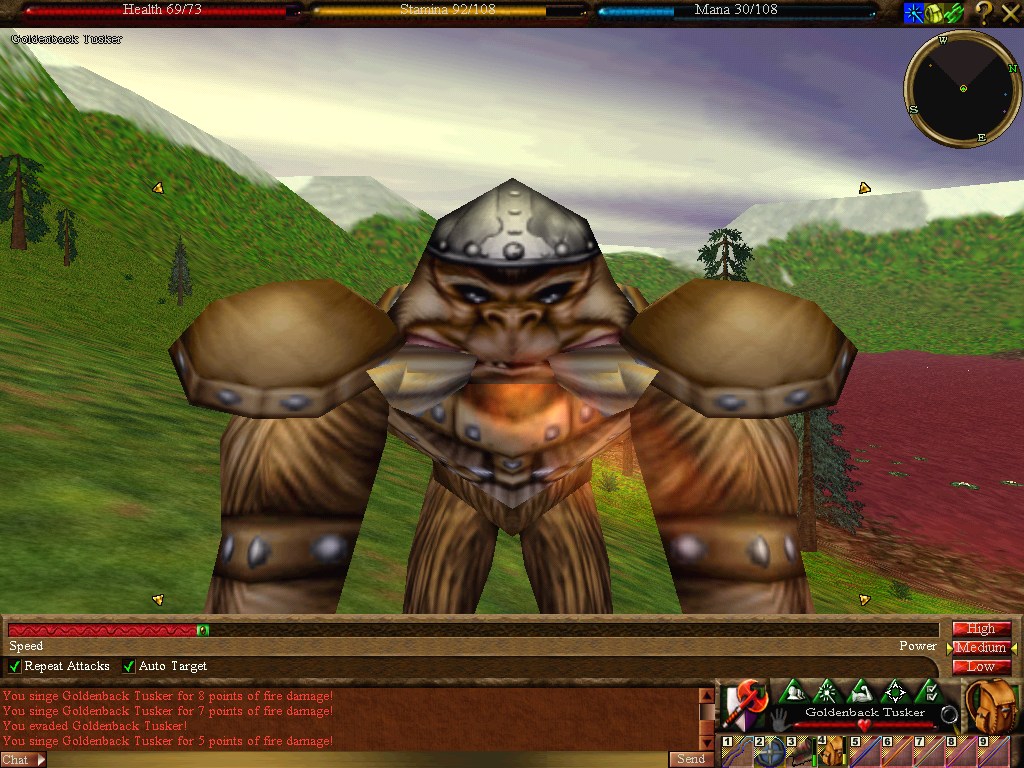 Health 69/73
Stamina 92/108
Mana 30/108
Goldenback Tusker
W
N
S
E
Speed
Power
High
Medium
Low
Repeat Attacks
Auto Target
You singe Goldenback Tusker for 8 points of fire damage!
You singe Goldenback Tusker for 7 points of fire damage!
You evaded Goldenback Tusker!
You singe Goldenback Tusker for 5 points of fire damage!
Goldenback Tusker
1 2 3 4 5 6 7 8 9
Chat
Send